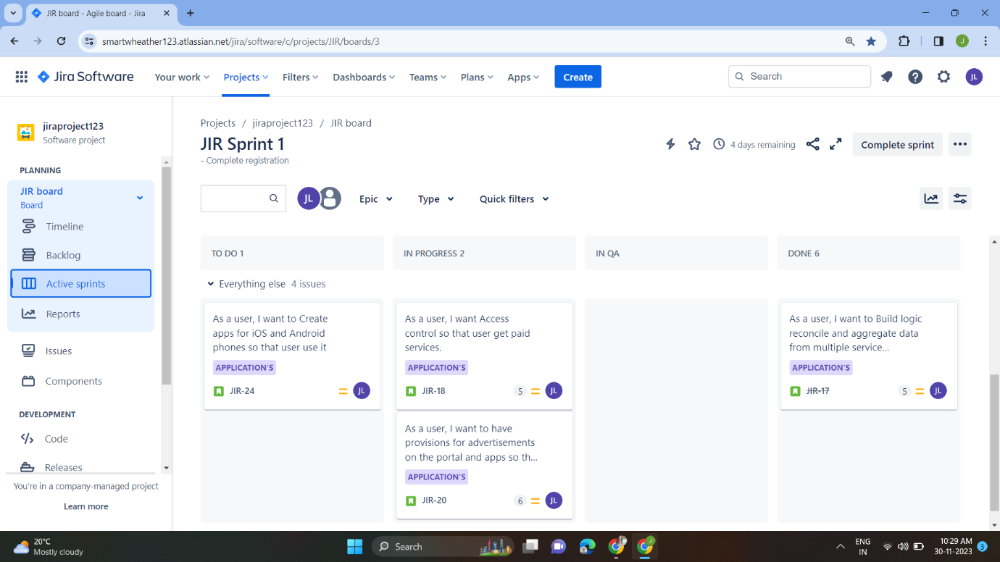 JIR board - Agile board - Jira
smartwheather123.atlassian.net/jira/software/c/projects/JIR/boards/3
J
Jira Software
Your work
Projects
Filters
Dashboards
Teams
Plans
Apps
Create
Search
JL
jiraproject123
Software project
PLANNING
JIR board
Board
Timeline
Backlog
Active sprints
Reports
Issues
Components
DEVELOPMENT
Code
Releases
You're in a company-managed project
Learn more
Projects / jiraproject123 / JIR board
JIR Sprint 1
- Complete registration
4 days remaining
Complete sprint
JL
Epic
Type
Quick filters
TO DO 1
IN PROGRESS 2
IN QA
DONE 6
Everything else 4 issues
As a user, I want to Create
apps for iOS and Android
phones so that user use it
APPLICATION'S
JIR-24
JL
As a user, I want Access
control so that user get paid
services.
APPLICATION'S
JIR-18
5
JL
As a user, I want to have
provisions for advertisements
on the portal and apps so th...
APPLICATION'S
JIR-20
6
JL
As a user, I want to Build logic
reconcile and aggregate data
from multiple service...
APPLICATION'S
JIR-17
5
JL
20°C
Mostly cloudy
Search
J
ENG
IN
10:29 AM
30-11-2023
3